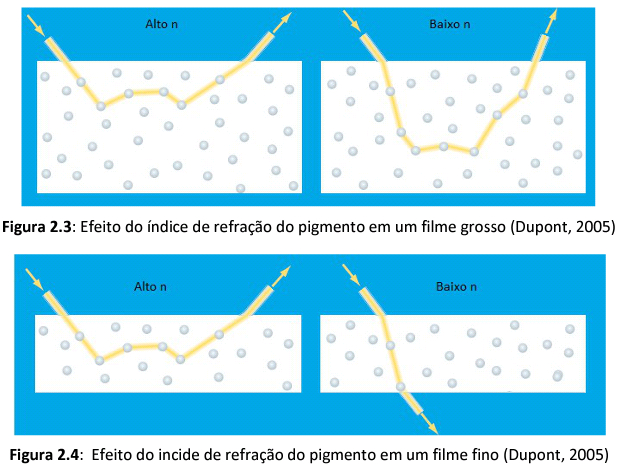 Alto n
Baixo n
Figura 2.3: Efeito do índice de refração do pigmento em um filme grosso (Dupont, 2005)
Alto n
Baixo n
Figura 2.4:  Efeito do incide de refração do pigmento em um filme fino (Dupont, 2005)